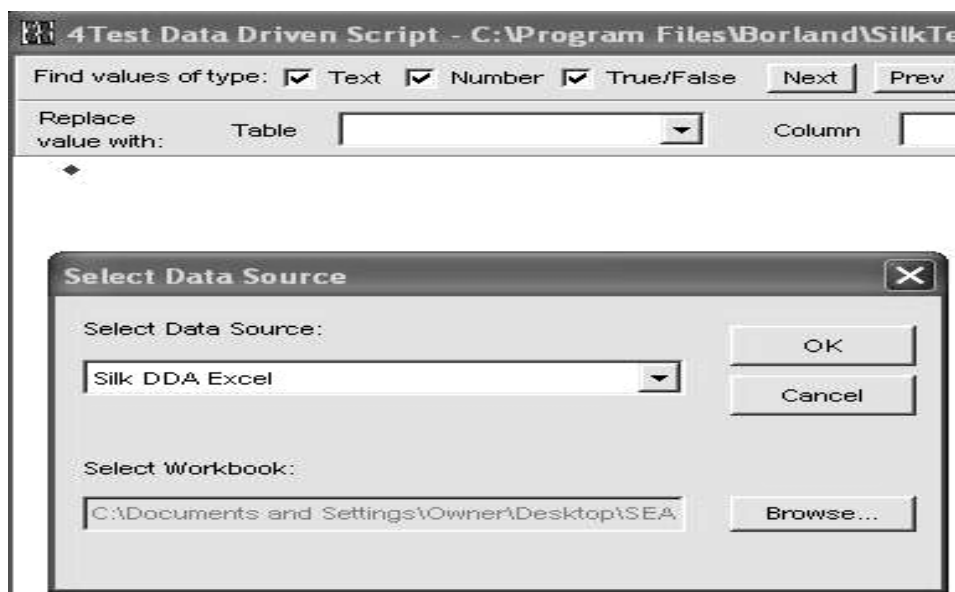 4Test Data Driven Script - C:\Program Files\Borland\SilkTe
Find values of type: Text Number True/False Next Prev
Replace value with: Table Column
Select Data Source
Select Data Source:
OK
Silk DDA Excel
Cancel
Select Workbook:
C:\Documents and Settings\Owner\Desktop\SEA
Browse...